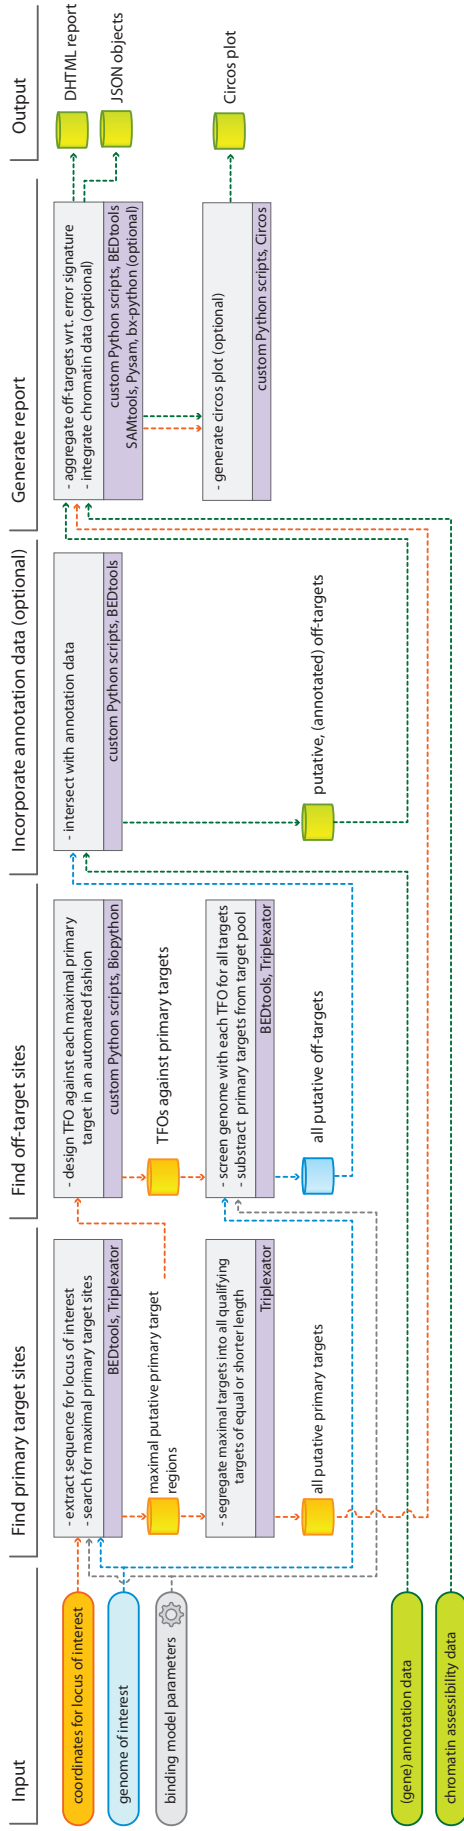 Input
Find primary target sites
Find off-target sites
Incorporate annotation data (optional)
Generate report
Output
coordinates for locus of interest
genome of interest
binding model parameters
(gene) annotation data
chromatin assessibility data
- extract sequence for locus of interest
- search for maximal primary target sites
BEDtools, Triplexator
maximal putative primary target
regions
- segregate maximal targets into all qualifying
targets of equal or shorter length
Triplexator
all putative primary targets
- design TFO against each maximal primary
target in an automated fashion
custom Python scripts, Biopython
TFOs against primary targets
- screen genome with each TFO for all targets
- substract primary targets from target pool
BEDtools, Triplexator
all putative off-targets
- intersect with annotation data
custom Python scripts, BEDtools
putative, (annotated) off-targets
- aggregate off-targets wrt. error signature
- integrate chromatin data (optional)
custom Python scripts, BEDtools
SAMtools, Pysam, bx-python (optional)
- generate circos plot (optional)
custom Python scripts, Circos
DHTML report
JSON objects
Circos plot